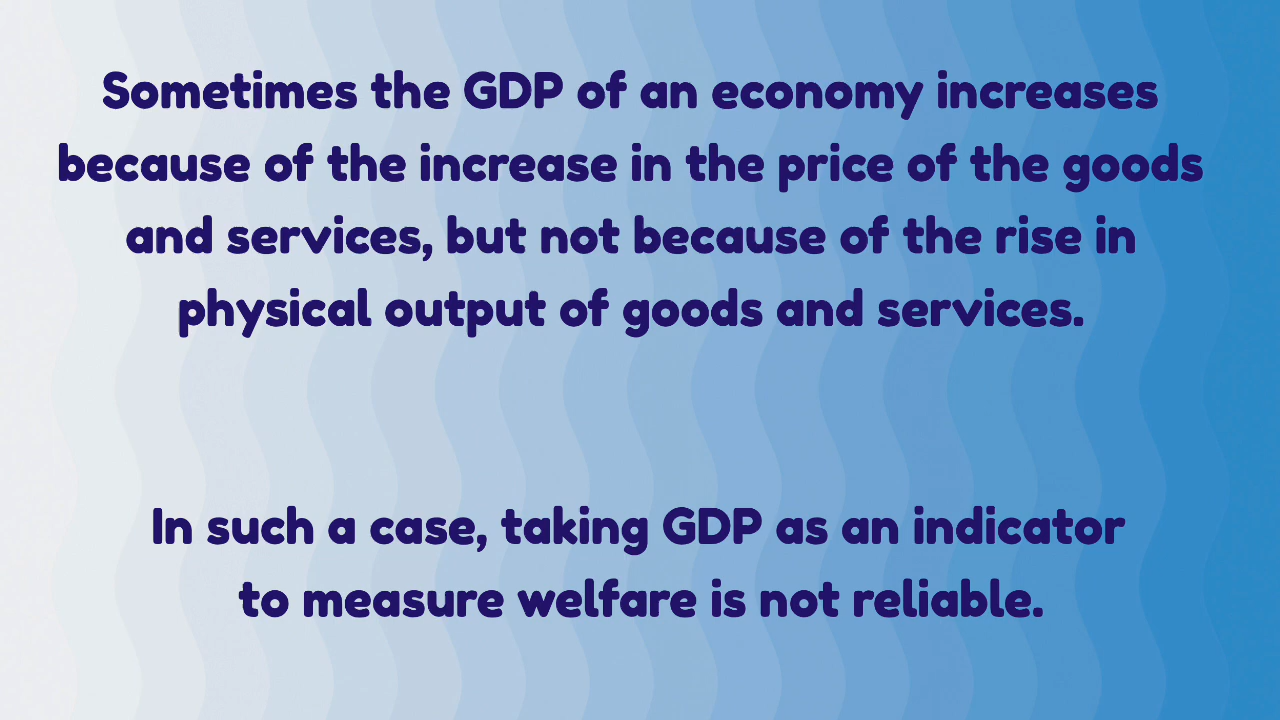 Sometimes the GDP of an economy increases
because of the increase in the price of the goods
and services, but not because of the rise in
physical output of goods and services.
In such a case, taking GDP as an indicator
to measure welfare is not reliable.